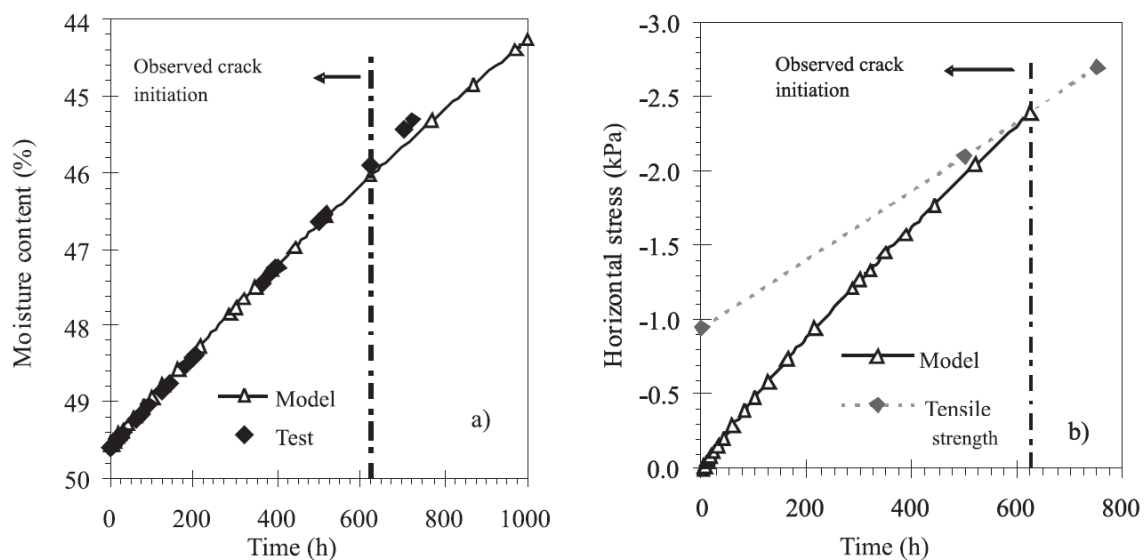 44
45
46
47
48
49
50
Moisture content (%)
Observed crack
initiation
Model
Test
a)
0
200
400
600
800
1000
Time (h)
-3.0
-2.5
-2.0
-1.5
-1.0
-0.5
0.0
Horizontal stress (kPa)
Observed crack
initiation
Model
Tensile
strength
b)
0
200
400
600
800
Time (h)